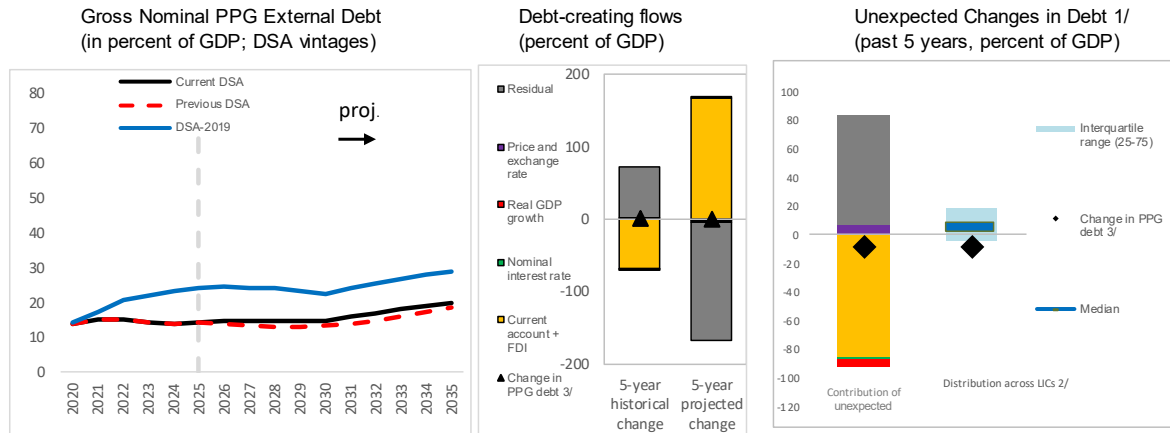 Gross Nominal PPG External Debt
(in percent of GDP; DSA vintages)
80
70
60
50
40
30
20
10
0
Current DSA
Previous DSA
DSA-2019
proj.
2020
2021
2022
2023
2024
2025
2026
2027
2028
2029
2030
2031
2032
2033
2034
2035
Debt-creating flows
(percent of GDP)
Residual
Price and
exchange
rate
Real GDP
growth
Nominal
interest rate
Current
account +
FDI
Change in
PPG debt 3/
200
100
0
-100
-200
5-year
historical
change
5-year
projected
change
Unexpected Changes in Debt 1/
(past 5 years, percent of GDP)
100
80
60
40
20
0
-20
-40
-60
-80
-100
-120
Contribution of
unexpected
Distribution across LICs 2/
Interquartile
range (25-75)
Change in PPG
debt 3/
Median